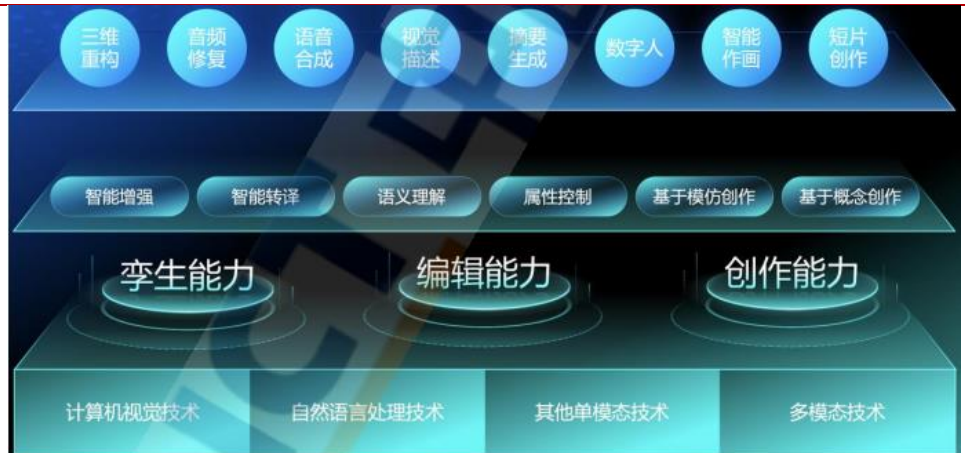 三维
重构
音频
修复
语音
合成
视觉
描述
摘要
生成
数字人
智能
作画
短片
创作
智能增强
智能转译
语义理解
属性控制
基于模仿创作
基于概念创作
孪生能力
编辑能力
创作能力
计算机视觉技术
自然语言处理技术
其他单模态技术
多模态技术